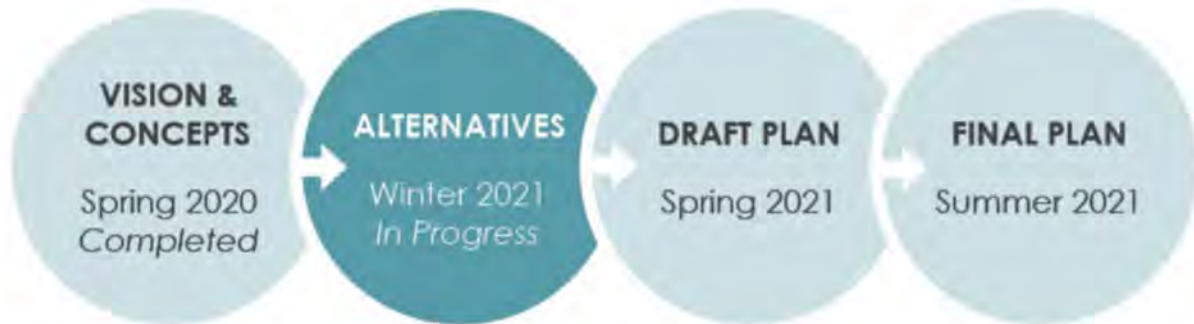 VISION &
CONCEPTS
Spring 2020
Completed
ALTERNATIVES
Winter 2021
In Progress
DRAFT PLAN
Spring 2021
FINAL PLAN
Summer 2021